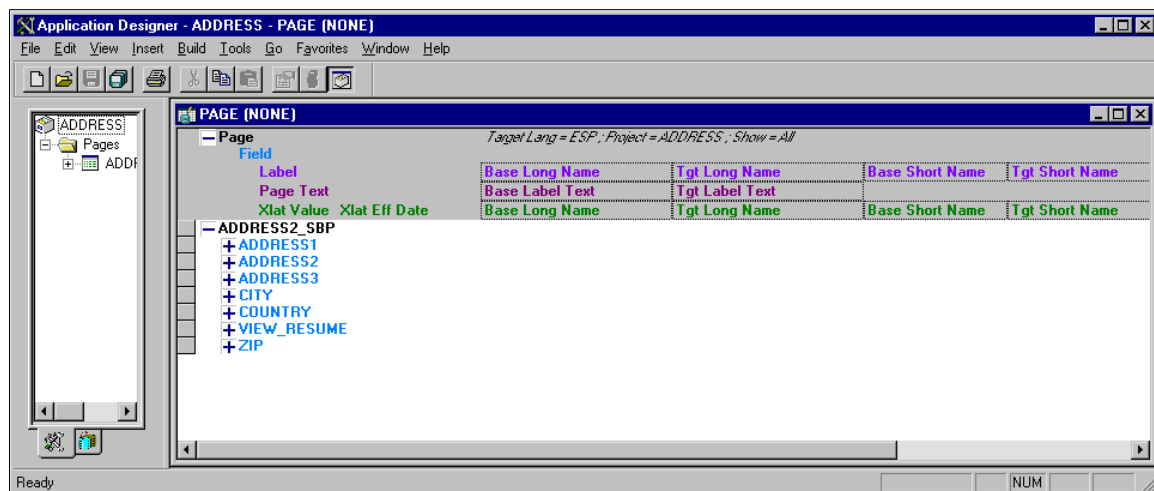 Application Designer - ADDRESS - PAGE (NONE)
File Edit View Insert Build Tools Go Favorites Window Help
ADDRESS
Pages
ADDR
PAGE (NONE)
Page Target Lang = ESP ; Project = ADDRESS ; Show = All
Field
Label Base Long Name Tgt Long Name Base Short Name Tgt Short Name
Page Text Base Label Text Tgt Label Text
Xlat Value Xlat Eff Date Base Long Name Tgt Long Name Base Short Name Tgt Short Name
ADDRESS2_SBP
ADDRESS1
ADDRESS2
ADDRESS3
CITY
COUNTRY
VIEW_RESUME
ZIP
Ready NUM